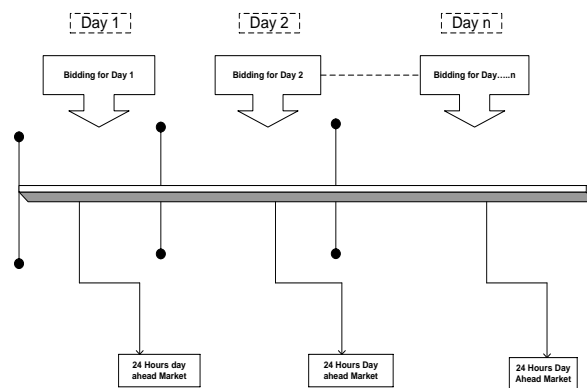 Day 1
Day 2
Day n
Bidding for Day 1
Bidding for Day 2
Bidding for Day.....n
24 Hours day
ahead Market
24 Hours Day
ahead Market
24 Hours Day
Ahead Market